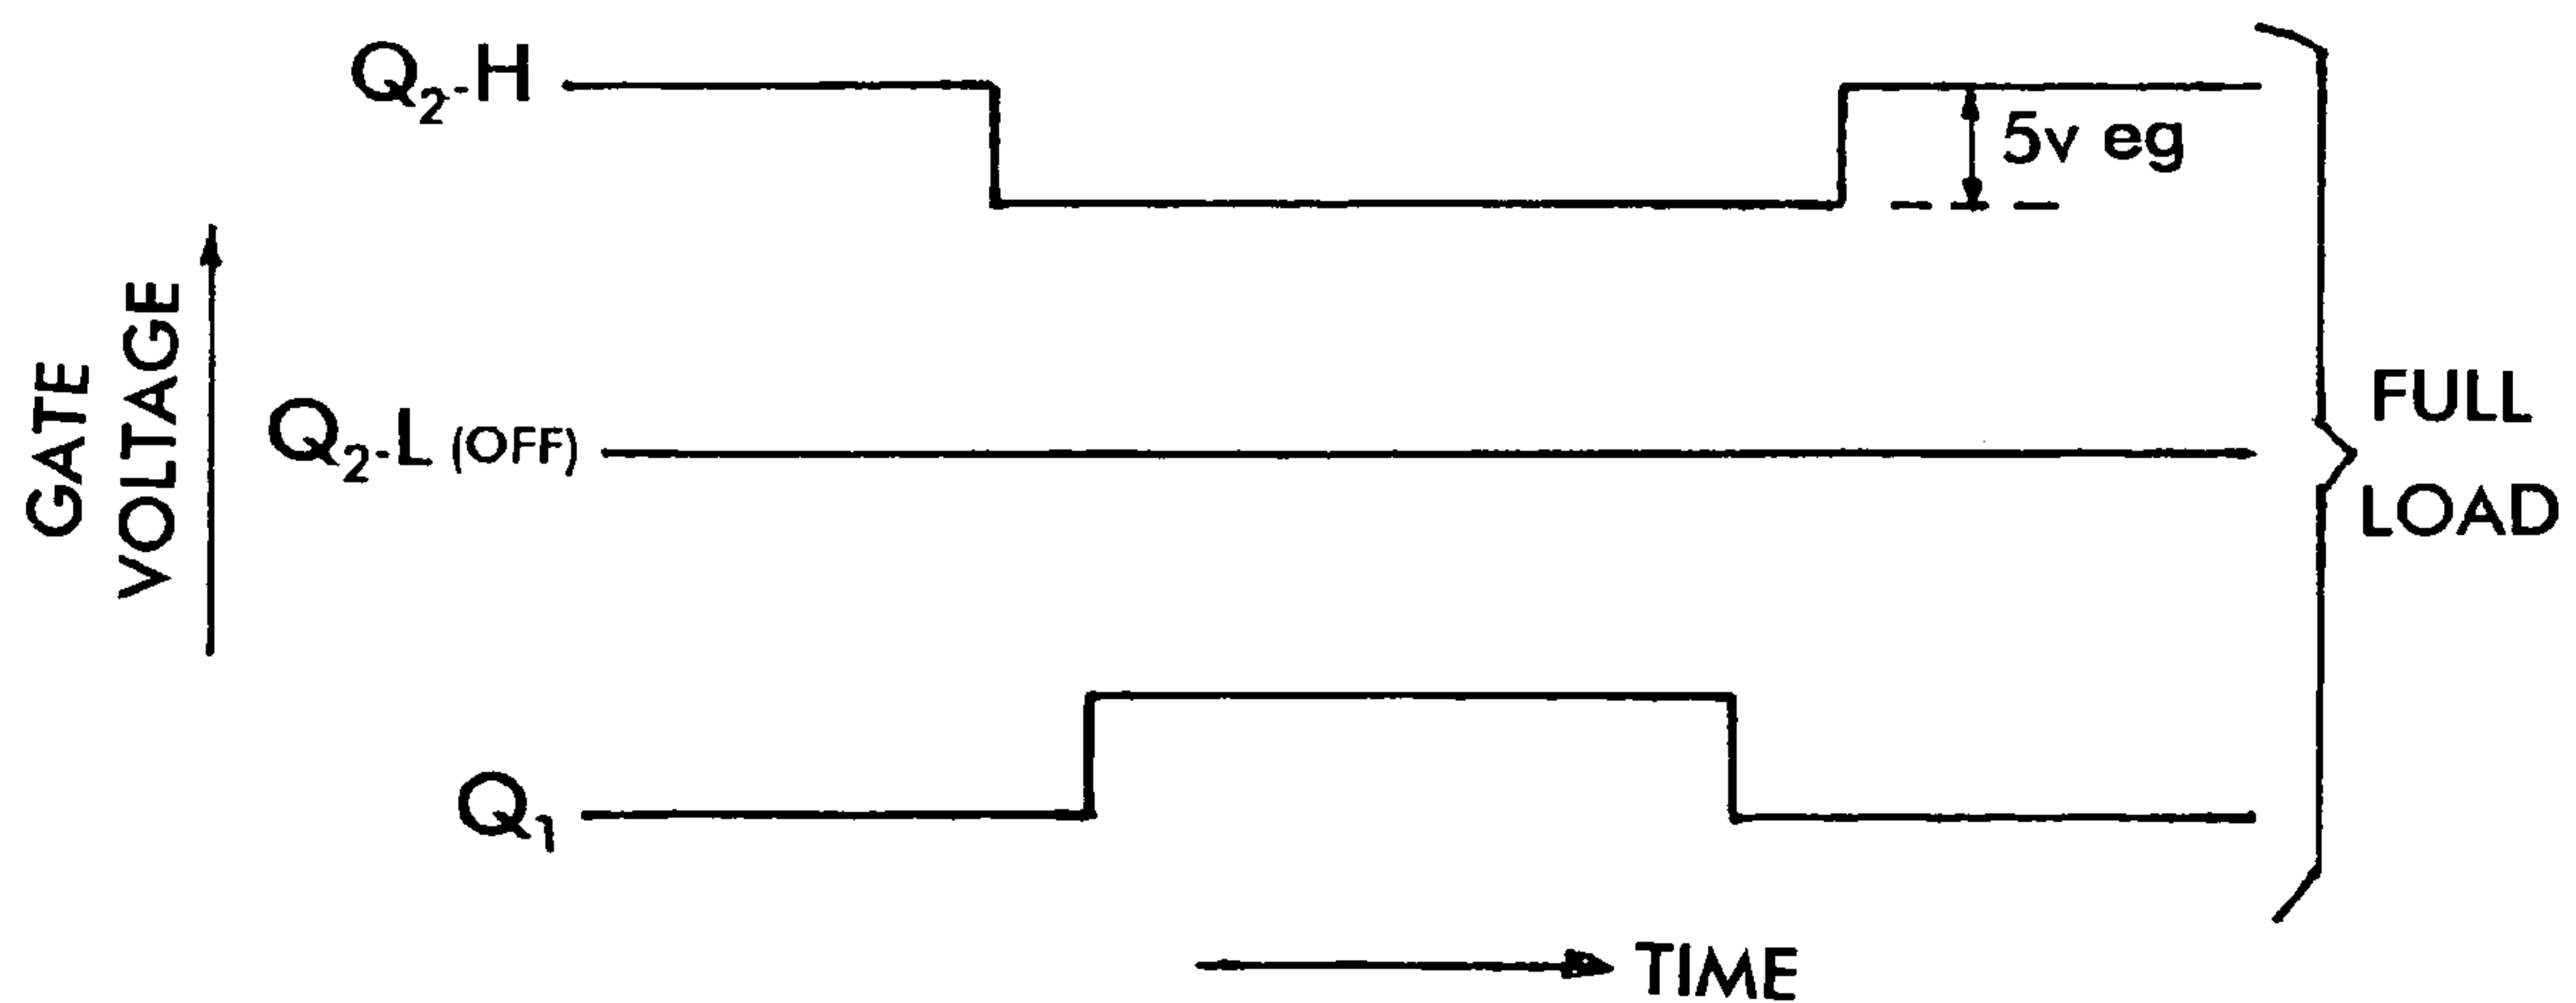 Q2-H
5v eg
GATE
VOLTAGE
Q2-L (OFF)
FULL
LOAD
Q1
TIME